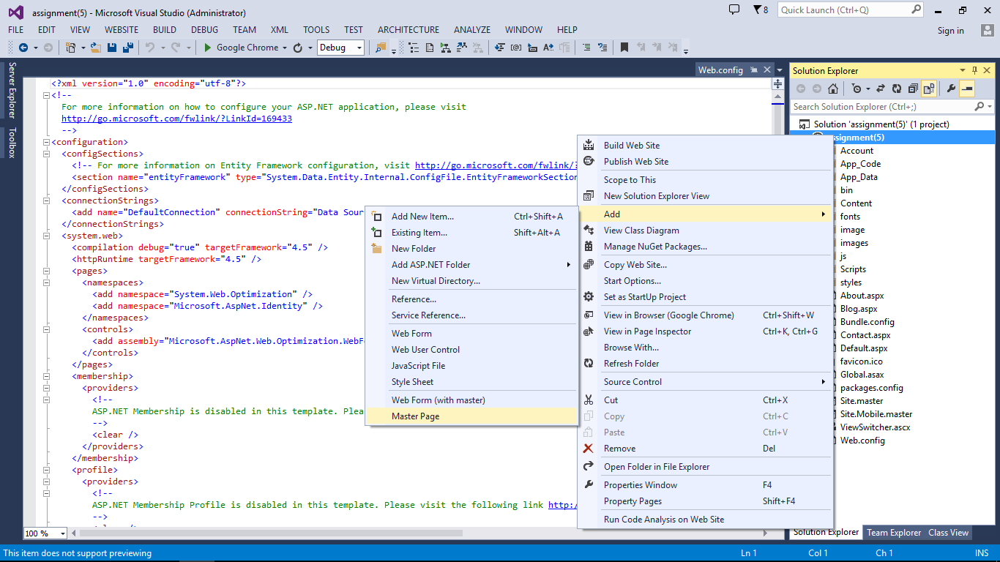 assignment(5) - Microsoft Visual Studio (Administrator)
8
Quick Launch (Ctrl+Q)
FILE EDIT VIEW WEBSITE BUILD DEBUG TEAM XML TOOLS TEST ARCHITECTURE ANALYZE WINDOW HELP
Sign in
Google Chrome
Debug
Server Explorer
Toolbox
Web.config
<?xml version="1.0" encoding="utf-8"?>
<!--
For more information on how to configure your ASP.NET application, please visit
http://go.microsoft.com/fwlink/?LinkId=169433
-->
<configuration>
<configSections>
<!-- For more information on Entity Framework configuration, visit http://go.microsoft.com/fwlink/?
<section name="entityFramework" type="System.Data.Entity.Internal.ConfigFile.EntityFrameworkSection
</configSections>
<connectionStrings>
<add name="DefaultConnection" connectionString="Data Sour
</connectionStrings>
<system.web>
<compilation debug="true" targetFramework="4.5" />
<httpRuntime targetFramework="4.5" />
<pages>
<namespaces>
<add namespace="System.Web.Optimization" />
<add namespace="Microsoft.AspNet.Identity" />
</namespaces>
<controls>
<add assembly="Microsoft.AspNet.Web.Optimization.WebFo
</controls>
</pages>
<membership>
<providers>
<!--
ASP.NET Membership is disabled in this template. Plea
-->
<clear />
</providers>
</membership>
<profile>
<providers>
<!--
ASP.NET Membership Profile is disabled in this template. Please visit the following link http:/
-->
100 %
Add New Item... Ctrl+Shift+A
Existing Item... Shift+Alt+A
New Folder
Add ASP.NET Folder
New Virtual Directory...
Reference...
Service Reference...
Web Form
Web User Control
JavaScript File
Style Sheet
Web Form (with master)
Master Page
Build Web Site
Publish Web Site
Scope to This
New Solution Explorer View
Add
View Class Diagram
Manage NuGet Packages...
Copy Web Site...
Start Options...
Set as StartUp Project
View in Browser (Google Chrome) Ctrl+Shift+W
View in Page Inspector Ctrl+K, Ctrl+G
Browse With...
Refresh Folder
Source Control
Cut Ctrl+X
Copy Ctrl+C
Paste Ctrl+V
Remove Del
Open Folder in File Explorer
Properties Window F4
Property Pages Shift+F4
Run Code Analysis on Web Site
Solution Explorer
Search Solution Explorer (Ctrl+;)
Solution 'assignment(5)' (1 project)
ssignment(5)
Account
App_Code
App_Data
bin
Content
fonts
image
images
js
Scripts
styles
About.aspx
Blog.aspx
Bundle.config
Contact.aspx
Default.aspx
favicon.ico
Global.asax
packages.config
Site.master
Site.Mobile.master
ViewSwitcher.ascx
Web.config
Solution Explorer Team Explorer Class View
This item does not support previewing
Ln 1 Col 1 Ch 1 INS